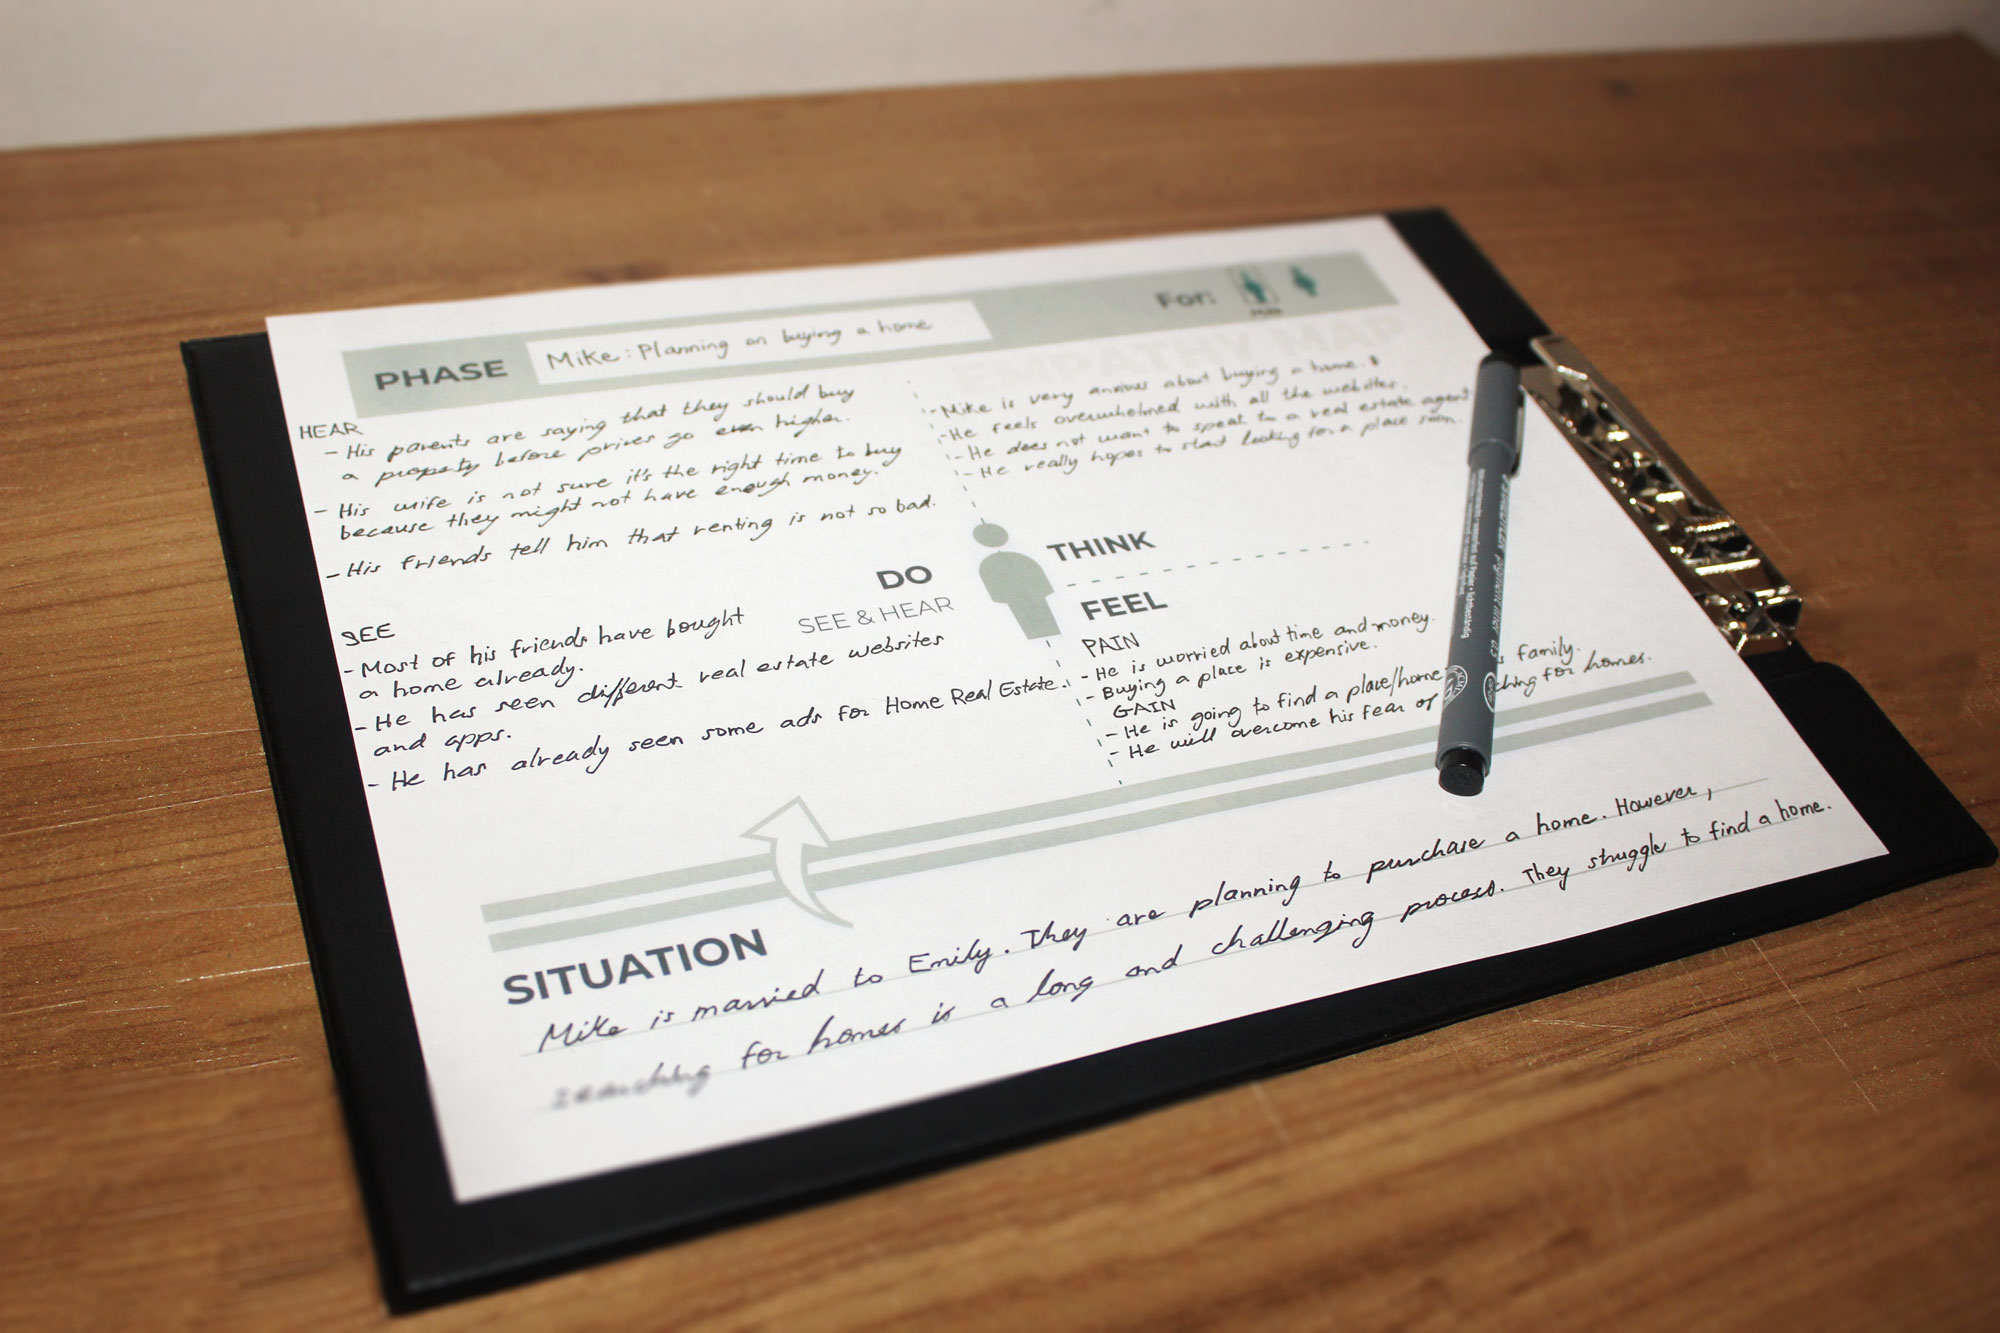 PHASE
Mike: Planning on buying a home
For:
EMPATHY MAP
HEAR
- His parents are saying that they should buy
a property before prices go even higher.
- His wife is not sure it's the right time to buy
because they might not have enough money.
- His friends tell him that renting is not so bad.
DO
SEE & HEAR
SEE
- Most of his friends have bought
a home already.
- He has seen different real estate websites
and apps.
- He has already seen some ads for Home Real Estate.
- Mike is very anxious about buying a home.
- He feels overwhelmed with all the websites.
- He does not want to speak to a real estate agent
- He really hopes to start looking for a place soon.
THINK
FEEL
PAIN
- He is worried about time and money.
- Buying a place is expensive.
GAIN
- He is going to find a place/home s family.
- He will overcome his fear of ching for homes.
SITUATION
Mike is married to Emily. They are planning to purchase a home. However,
searching for homes is a long and challenging process. They struggle to find a home.